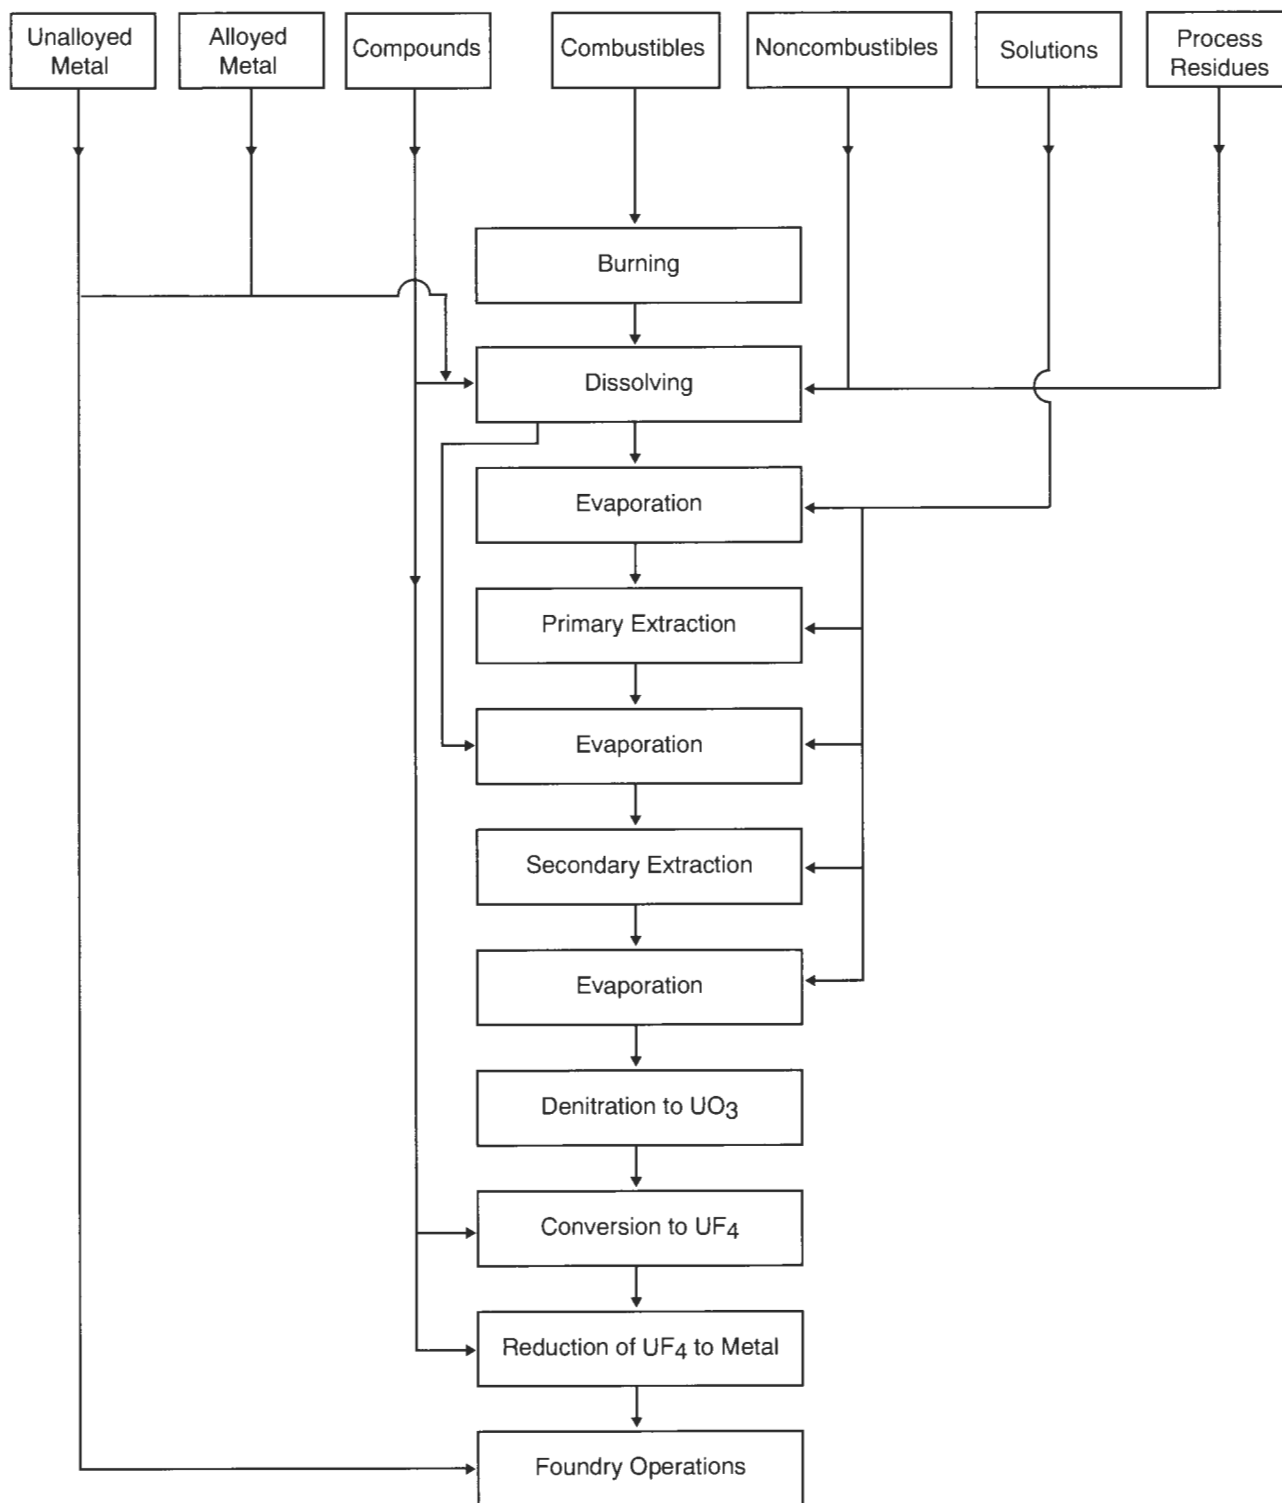 Unalloyed
Metal
Alloyed
Metal
Compounds
Combustibles
Noncombustibles
Solutions
Process
Residues
Burning
Dissolving
Evaporation
Primary Extraction
Evaporation
Secondary Extraction
Evaporation
Denitration to UO3
Conversion to UF4
Reduction of UF4 to Metal
Foundry Operations